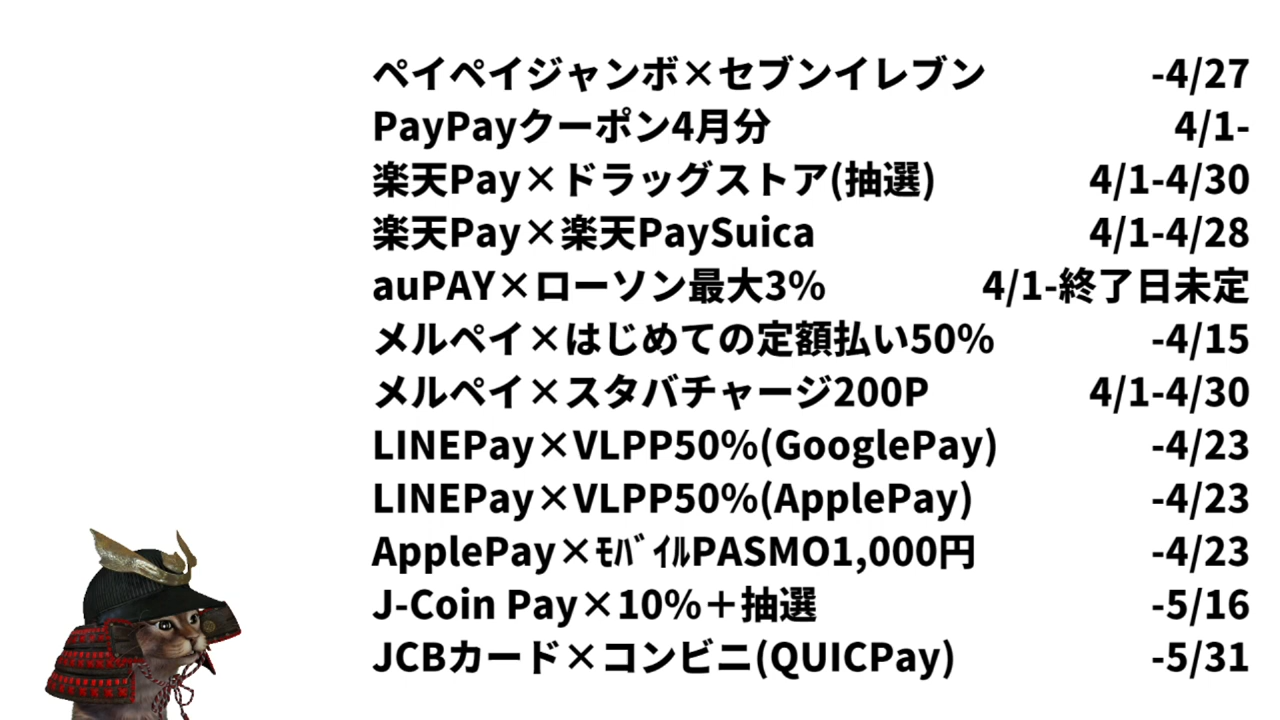 ペイペイジャンボ×セブンイレブン -4/27
PayPayクーポン4月分 4/1-
楽天Pay×ドラッグストア(抽選) 4/1-4/30
楽天Pay×楽天PaySuica 4/1-4/28
auPAY×ローソン最大3% 4/1-終了日未定
メルペイ×はじめての定額払い50% -4/15
メルペイ×スタバチャージ200P 4/1-4/30
LINEPay×VLPP50%(GooglePay) -4/23
LINEPay×VLPP50%(ApplePay) -4/23
ApplePay×ﾓﾊﾞｲﾙPASMO1,000円 -4/23
J-Coin Pay×10%＋抽選 -5/16
JCBカード×コンビニ(QUICPay) -5/31